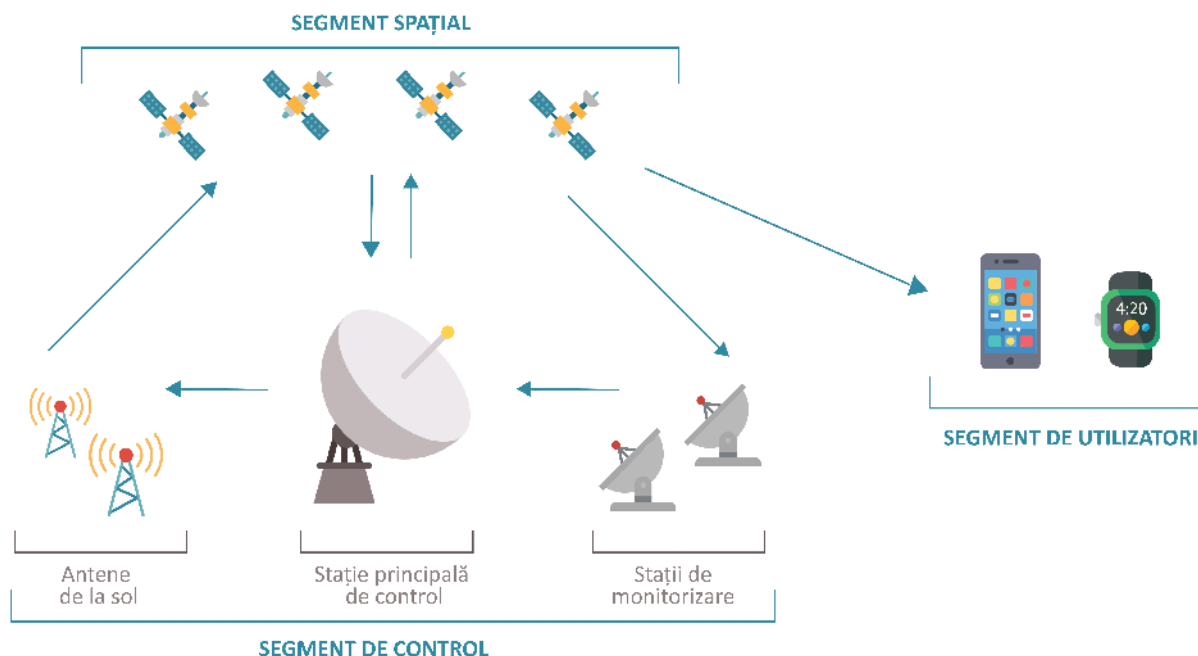 SEGMENT SPAȚIAL
4:20
SEGMENT DE UTILIZATORI
Antene
de la sol
Stație principală
de control
Stații de
monitorizare
SEGMENT DE CONTROL